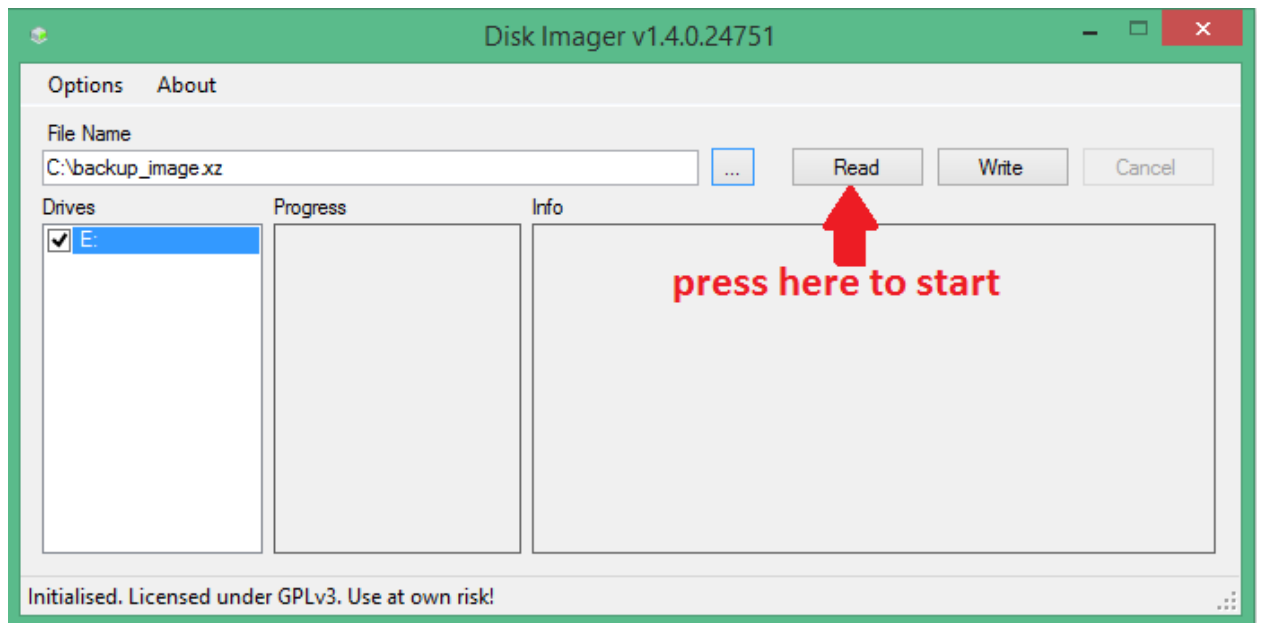 Disk Imager v1.4.0.24751
Options About
File Name
C:\backup_image.xz ... Read Write Cancel
Drives Progress Info
E:
press here to start
Initialised. Licensed under GPLv3. Use at own risk!